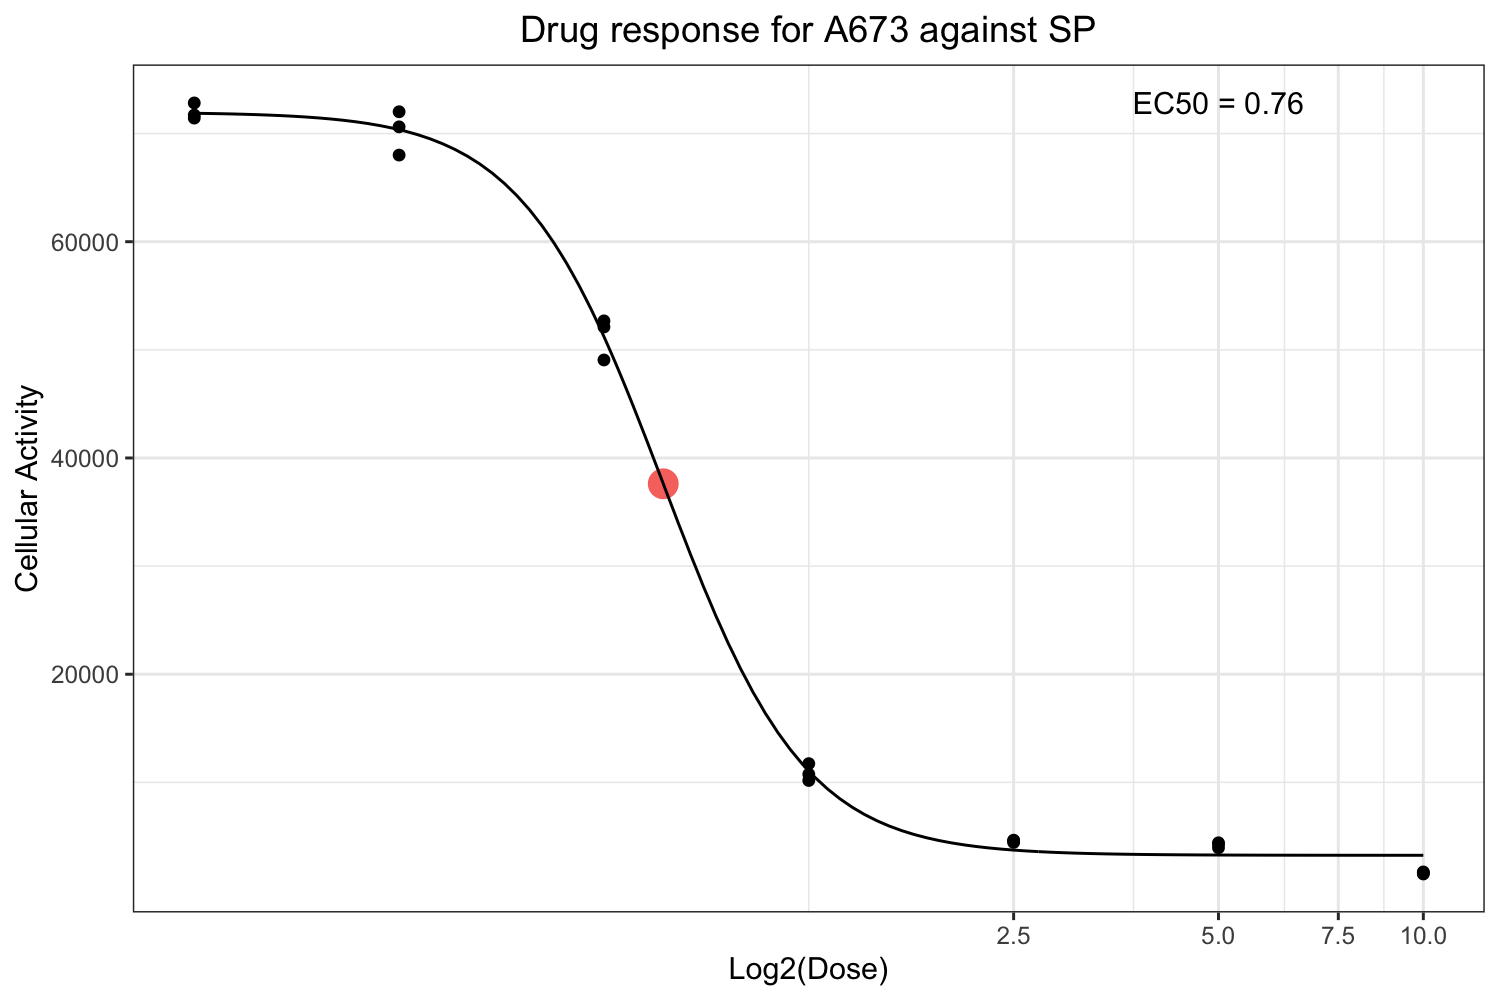 Drug response for A673 against SP
EC50 = 0.76
Cellular Activity
60000
40000
20000
2.5 5.0 7.5 10.0
Log2(Dose)